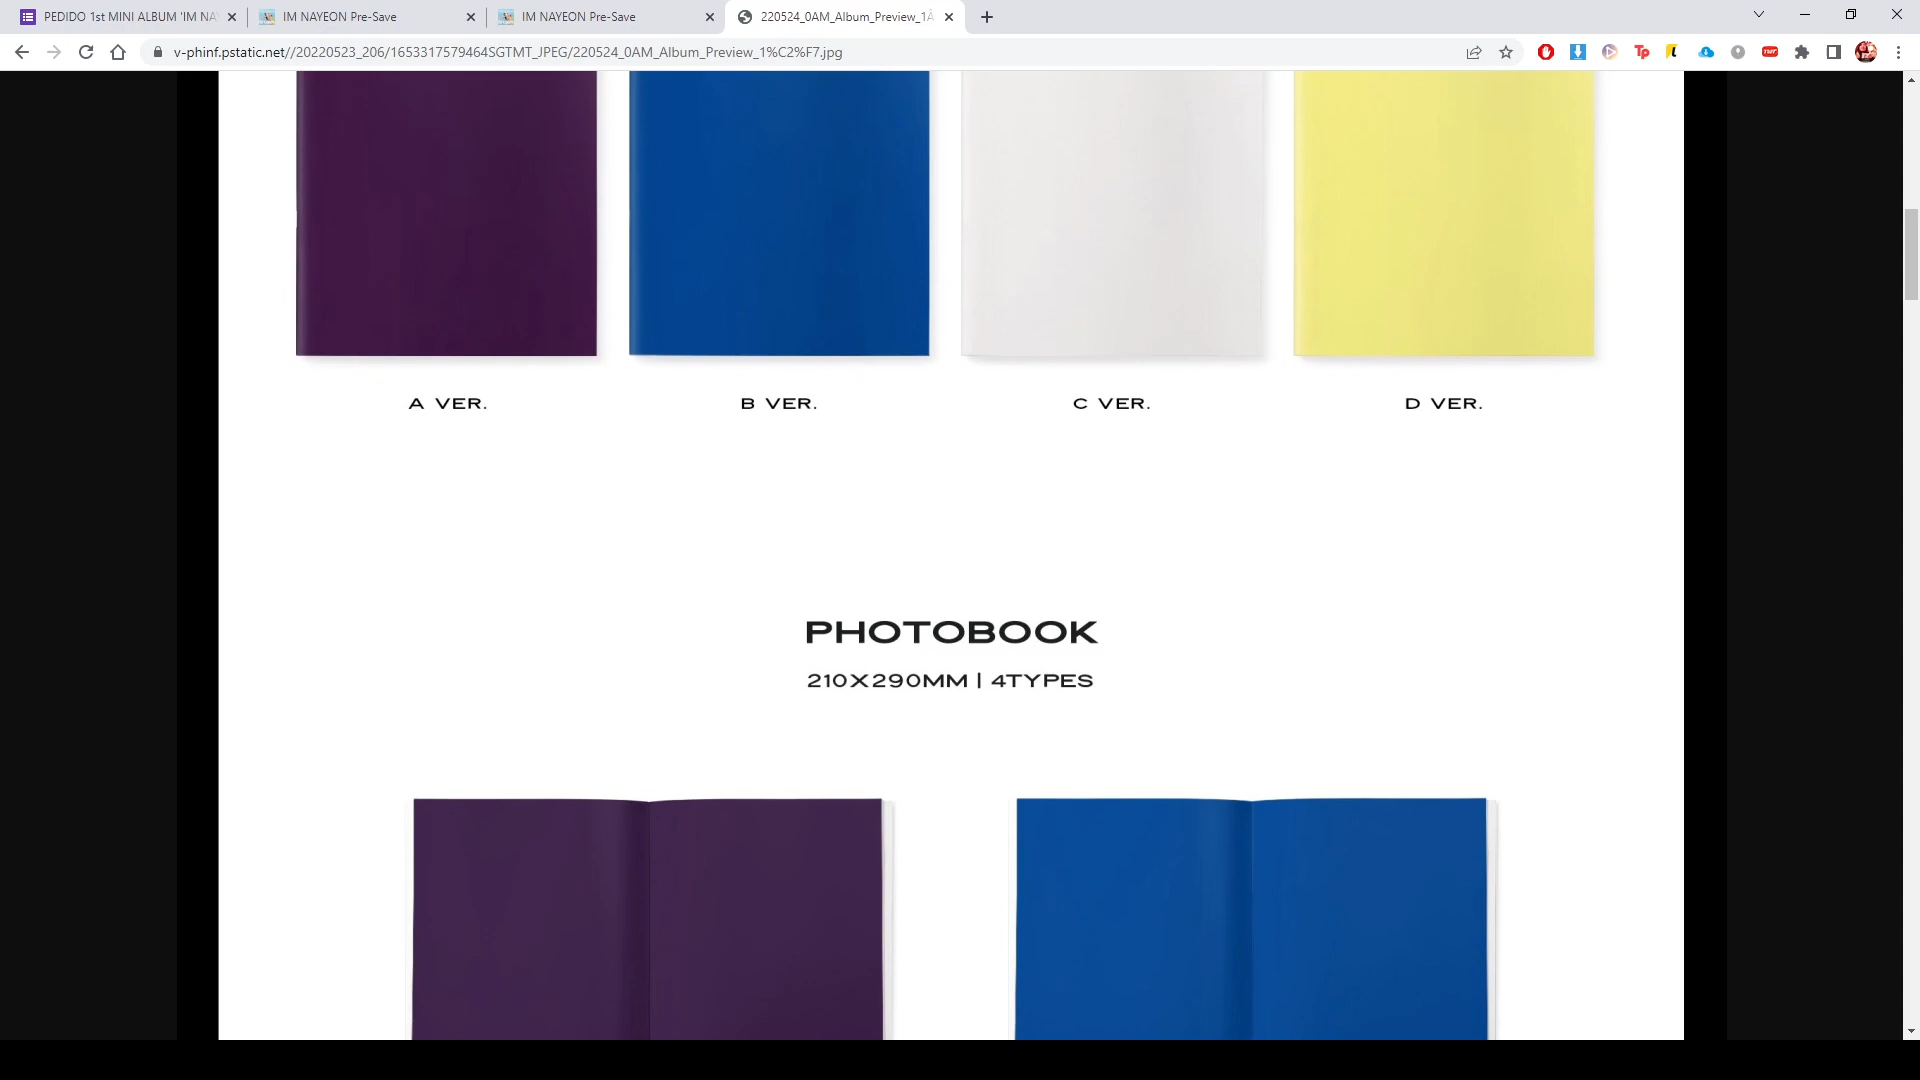 PEDIDO 1st MINI ALBUM 'IM NA
IM NAYEON Pre-Save
IM NAYEON Pre-Save
220524_0AM_Album_Preview_1Â
v-phinf.pstatic.net//20220523_206/1653317579464SGTMT_JPEG/220524_0AM_Album_Preview_1%C2%F7.jpg
A VER.
B VER.
C VER.
D VER.
PHOTOBOOK
210X290MM | 4TYPES